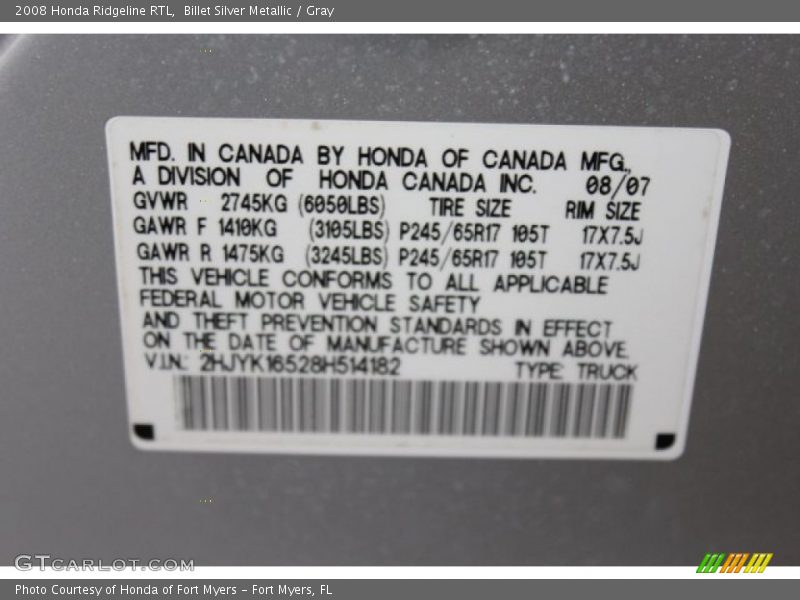 2008 Honda Ridgeline RTL, Billet Silver Metallic / Gray
MFD. IN CANADA BY HONDA OF CANADA MFG.,
A DIVISION OF HONDA CANADA INC. 08/07
GVWR 2745KG (6050LBS) TIRE SIZE RIM SIZE
GAWR F 1410KG (3105LBS) P245/65R17 105T 17X7.5J
GAWR R 1475KG (3245LBS) P245/65R17 105T 17X7.5J
THIS VEHICLE CONFORMS TO ALL APPLICABLE
FEDERAL MOTOR VEHICLE SAFETY
AND THEFT PREVENTION STANDARDS IN EFFECT
ON THE DATE OF MANUFACTURE SHOWN ABOVE.
V.I.N.: 2HJYK16528H514182 TYPE: TRUCK
GTCARLOT.COM
Photo Courtesy of Honda of Fort Myers - Fort Myers, FL